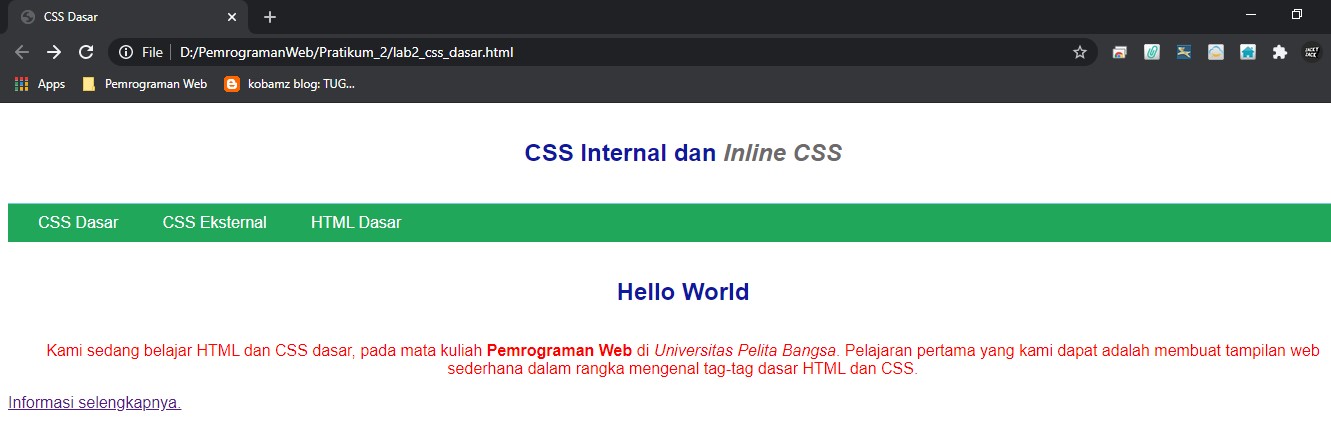 CSS Dasar
File D:/PemrogramanWeb/Pratikum_2/lab2_css_dasar.html
Apps Pemrograman Web kobamz blog: TUG...
CSS Internal dan Inline CSS
CSS Dasar CSS Eksternal HTML Dasar
Hello World
Kami sedang belajar HTML dan CSS dasar, pada mata kuliah Pemrograman Web di Universitas Pelita Bangsa. Pelajaran pertama yang kami dapat adalah membuat tampilan web
sederhana dalam rangka mengenal tag-tag dasar HTML dan CSS.
Informasi selengkapnya.